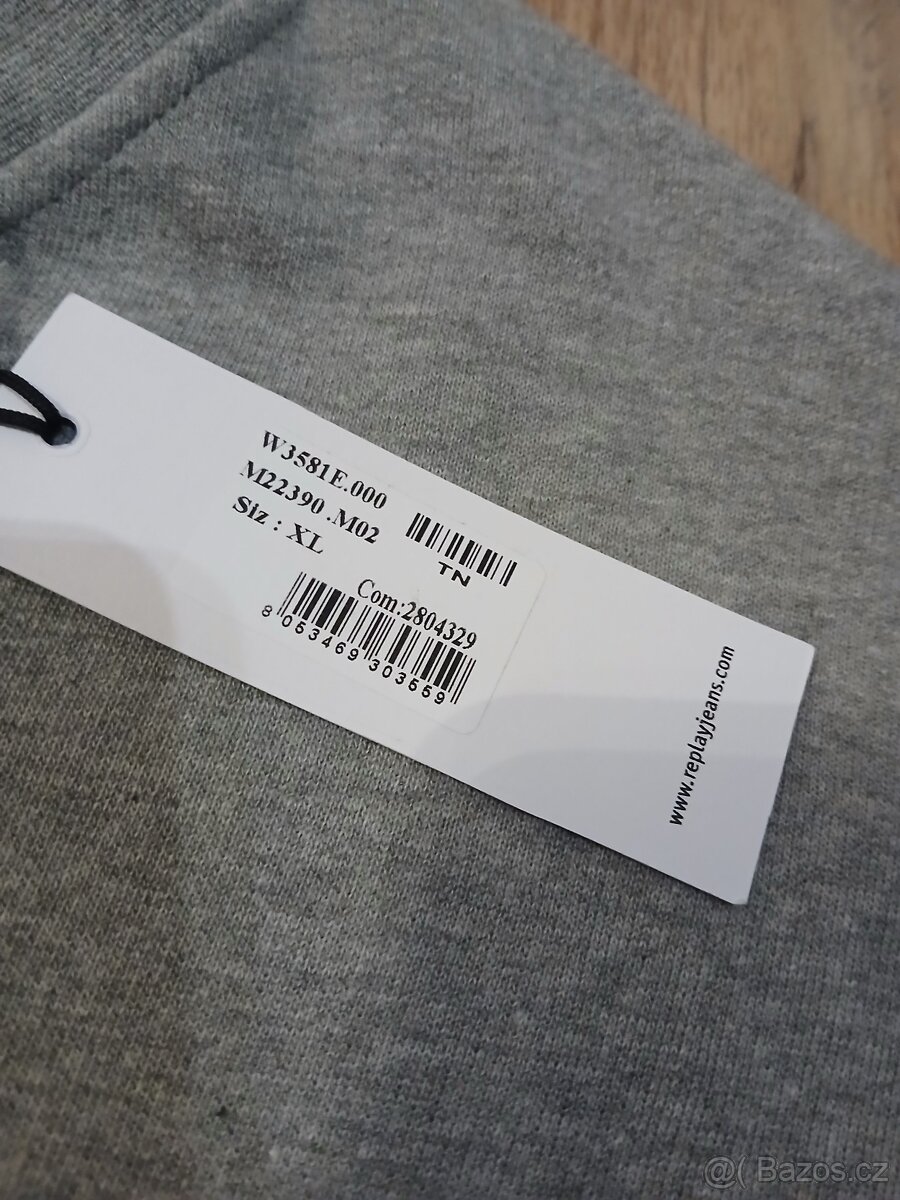 W3581E.000
M22390 .M02
Siz : XL
TN
Com:2804329
8 053469 303559
www.replayjeans.com
@( Bazos.cz